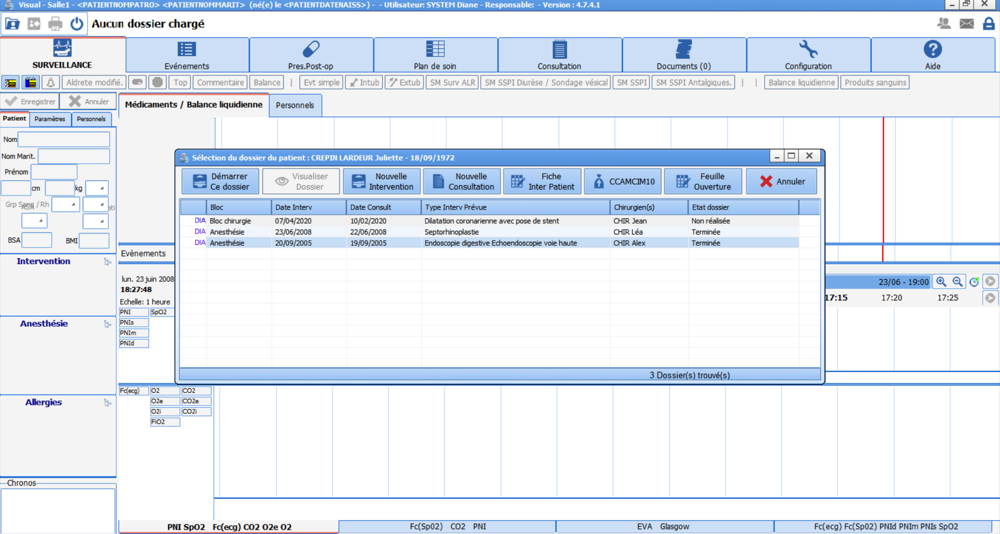 Visual - Salle1 - <PATIENTNOMPATRO> <PATIENTNOMMARIT> (né(e) le <PATIENTDATENAISS>) - - Utilisateur: SYSTEM Diane - Responsable: - Version : 4.7.4.1
Aucun dossier chargé
SURVEILLANCE
Evénements
Pres.Post-op
Plan de soin
Consultation
Documents (0)
Configuration
Aide
Aldrete modifié. Top Commentaire Balance | Evt simple Intub Extub SM Surv ALR SM SSPI Diurèse / Sondage vésical SM SSPI SM SSPI Antalgiques. | | Balance liquidienne Produits sanguins
Enregistrer Annuler
Médicaments / Balance liquidienne Personnels
Patient Paramètres Personnels
Nom
Nom Marit.
Prénom
cm kg
Grp Sang / Rh
ASA
BSA BMI
Intervention
Anesthésie
Allergies
Chronos
Sélection du dossier du patient : CREPIN LARDEUR Juliette - 18/09/1972
Démarrer Ce dossier
Visualiser Dossier
Nouvelle Intervention
Nouvelle Consultation
Fiche Inter Patient
CCAMCIM10
Feuille Ouverture
Annuler
Bloc Date Interv Date Consult Type Interv Prévue Chirurgien(s) Etat dossier
DIA Bloc chirurgie 07/04/2020 10/02/2020 Dilatation coronarienne avec pose de stent CHIR Jean Non réalisée
DIA Anesthésie 23/06/2008 22/06/2008 Septorhinoplastie CHIR Léa Terminée
DIA Anesthésie 20/09/2005 19/09/2005 Endoscopie digestive Echoendoscopie voie haute CHIR Alex Terminée
3 Dossier(s) trouvé(s)
Evènements
lun. 23 juin 2008
18:27:48
Echelle: 1 heure
23/06 - 19:00
17:15 17:20 17:25
PNI SpO2
PNIs
PNIm
PNId
Fc(ecg) O2 CO2
O2e CO2e
O2i CO2i
FiO2
PNI SpO2 Fc(ecg) CO2 O2e O2
Fc(Sp02) CO2 PNI
EVA Glasgow
Fc(ecg) Fc(Sp02) PNId PNIm PNIs SpO2